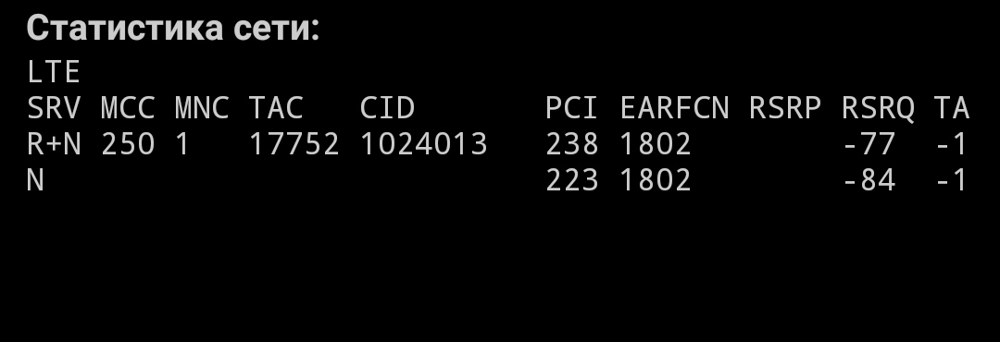 Статистика сети:
LTE
SRV MCC MNC TAC CID PCI EARFCN RSRP RSRQ TA
R+N 250 1 17752 1024013 238 1802 -77 -1
N 223 1802 -84 -1